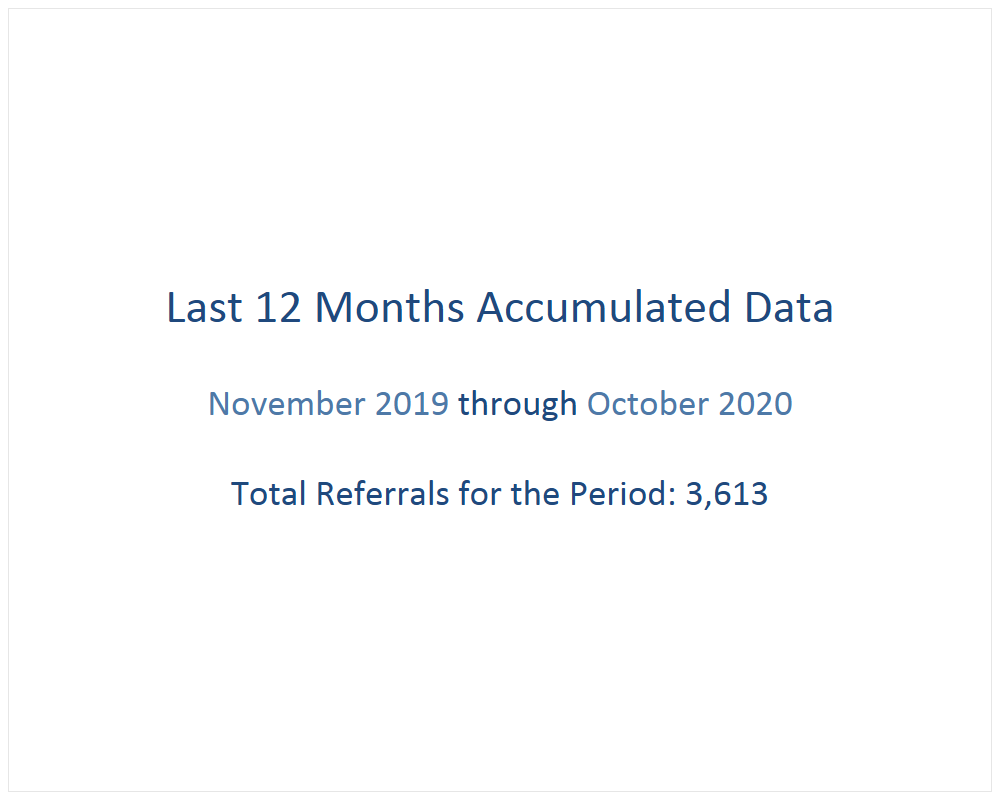 Last 12 Months Accumulated Data
November 2019 through October 2020
Total Referrals for the Period: 3,613